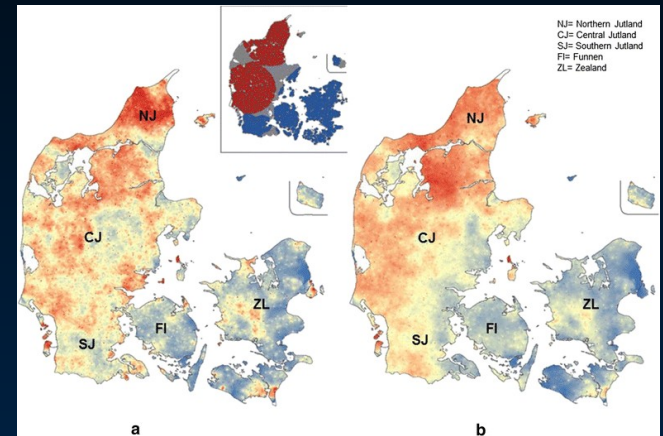 NJ= Northern Jutland
CJ= Central Jutland
SJ= Southern Jutland
FI= Funnen
ZL= Zealand
NJ
CJ
ZL
FI
SJ
NJ
CJ
ZL
FI
SJ
a
b